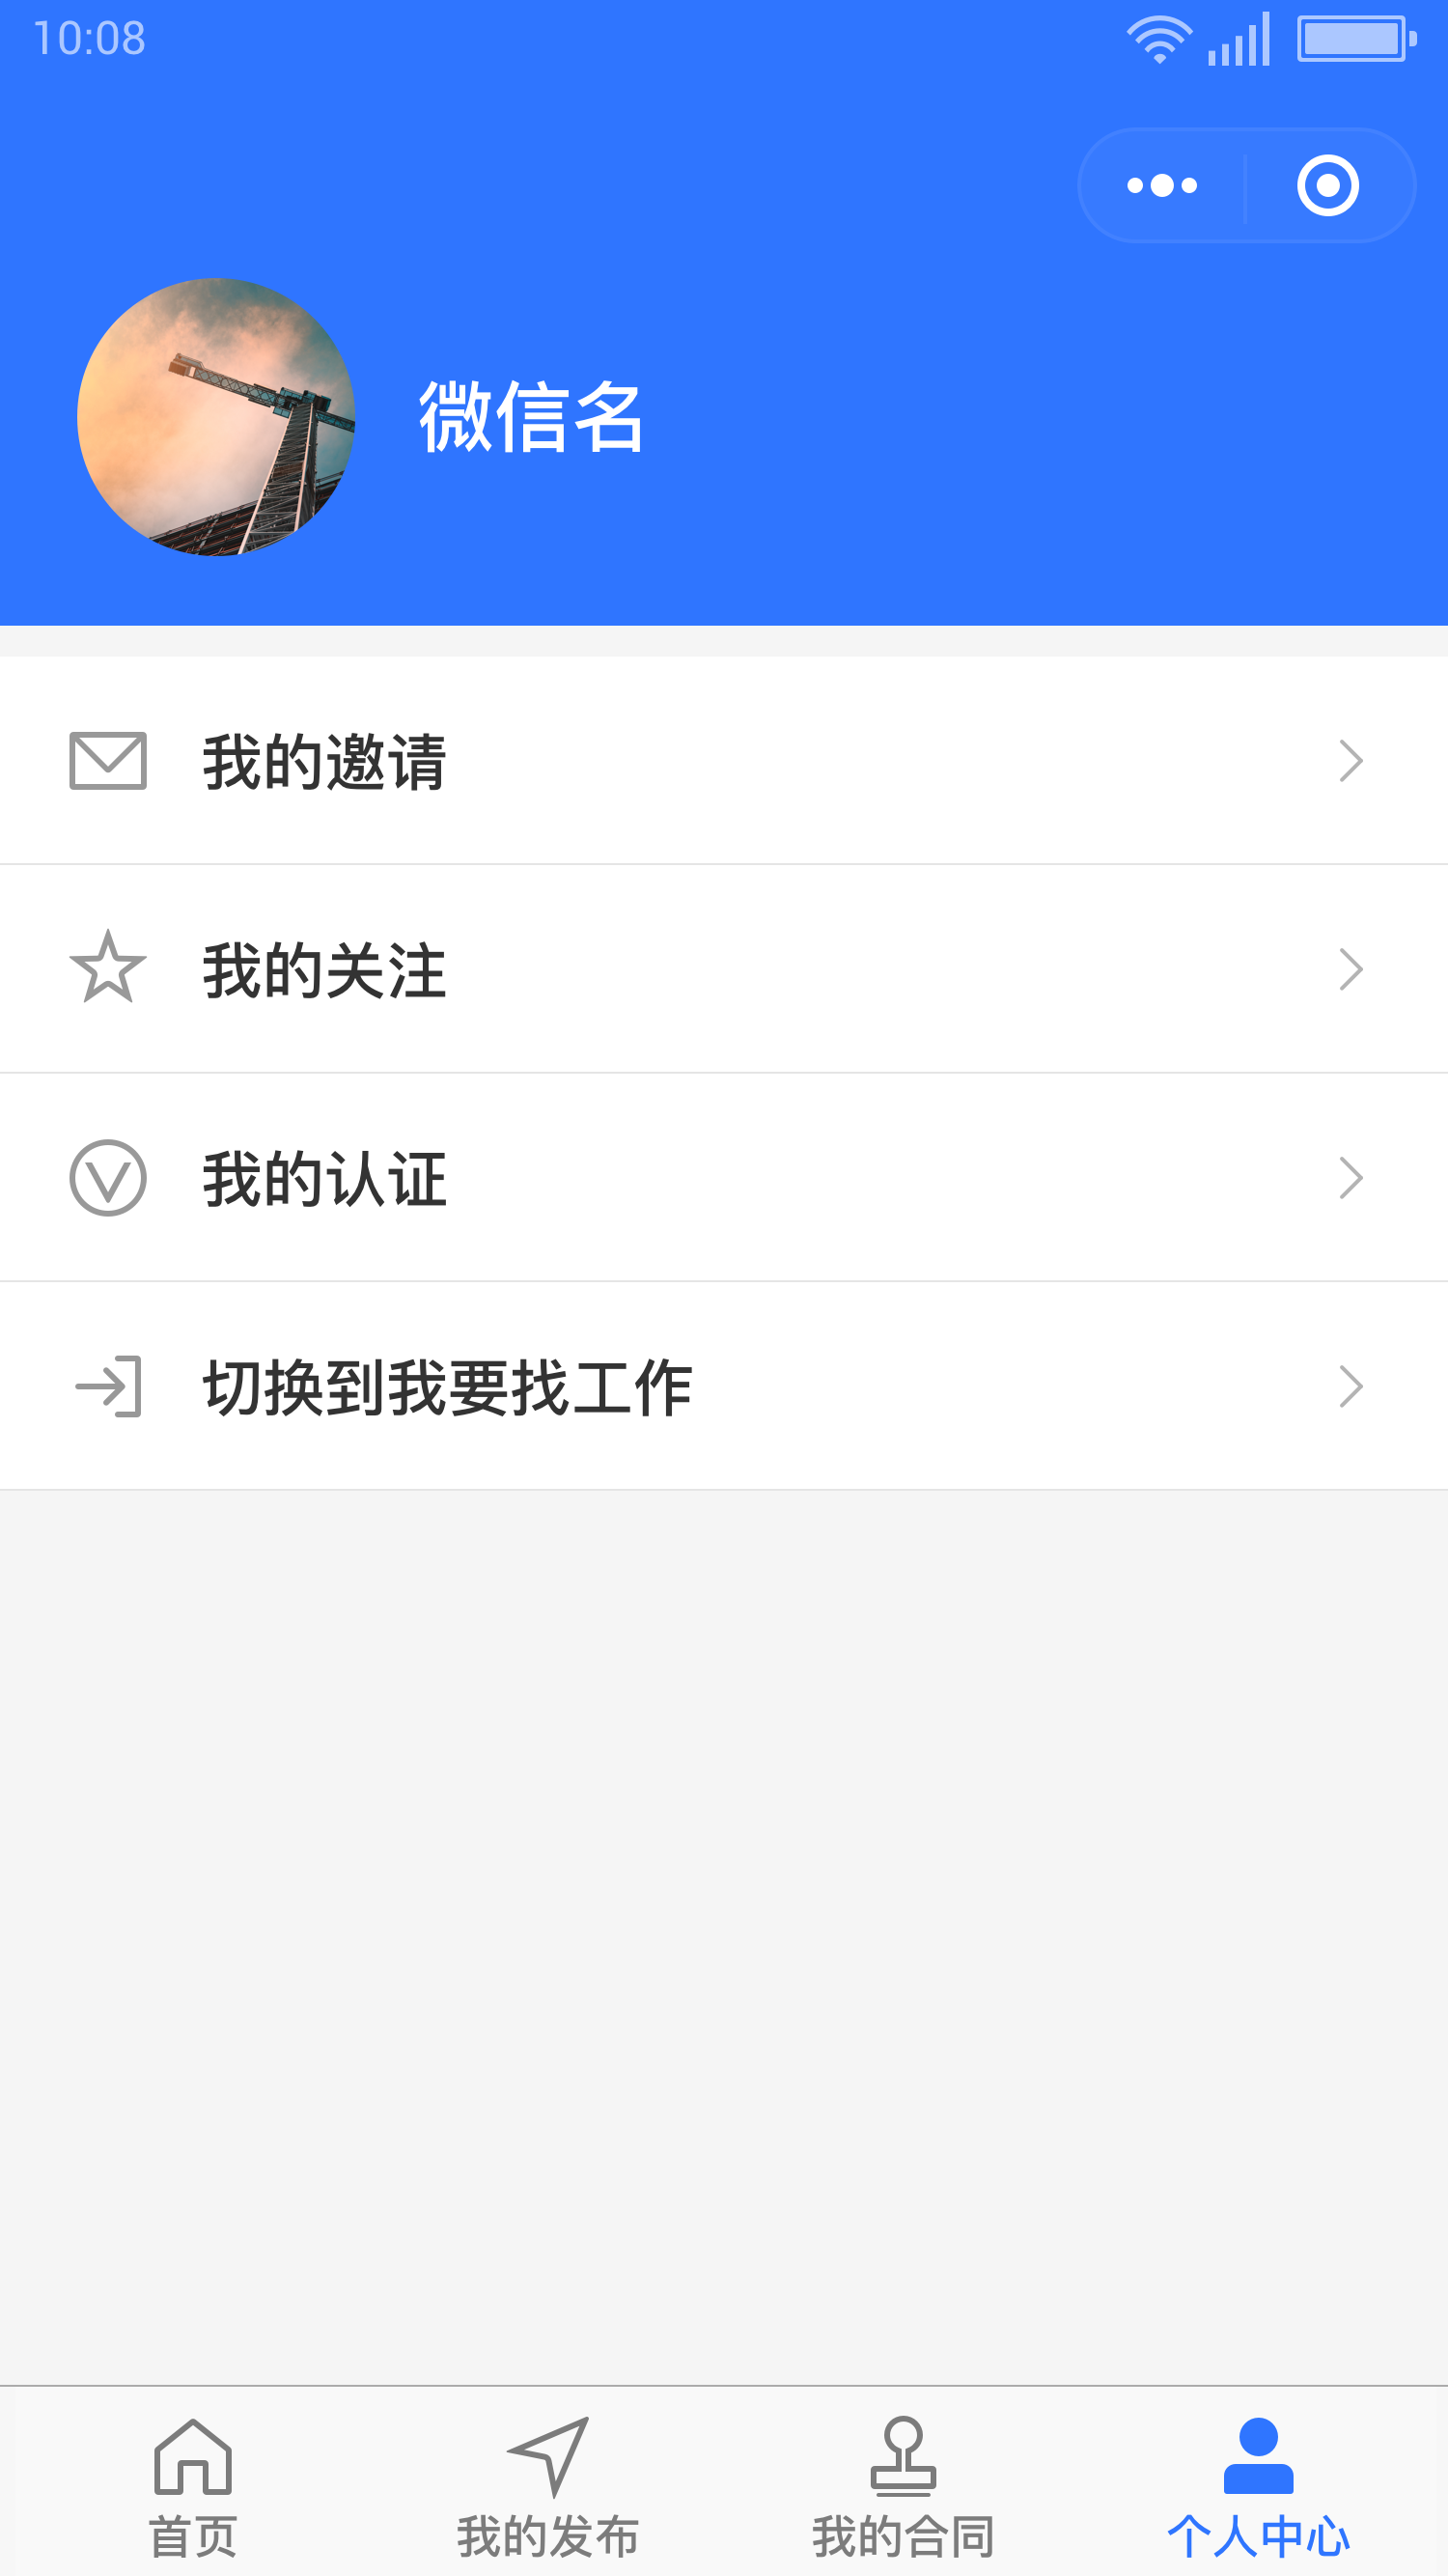 10:08
微信名
我的邀请
我的关注
我的认证
切换到我要找工作
首页
我的发布
我的合同
个人中心